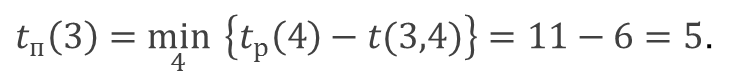 tп(3) = min {tр(4) − t(3,4)} = 11 − 6 = 5.
4